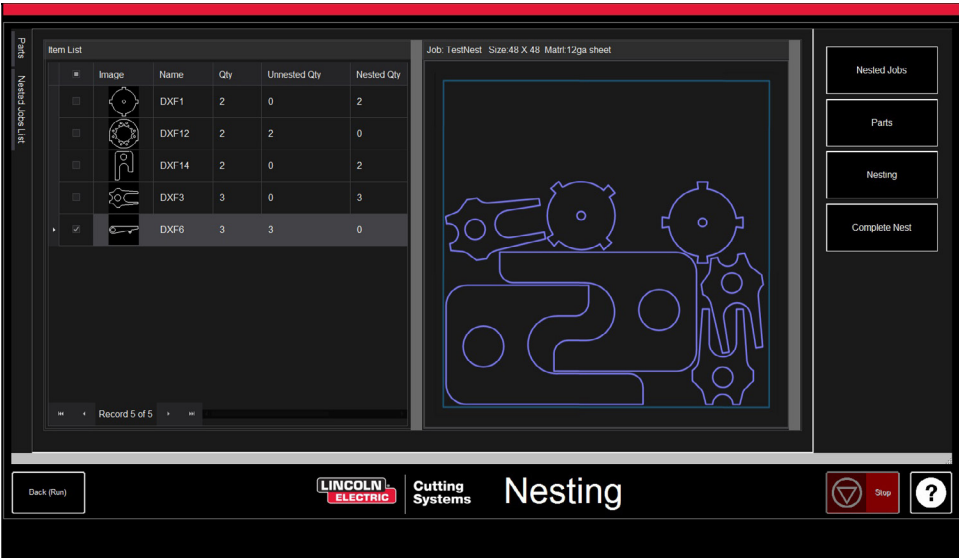 Parts
Nested Jobs List
Item List
Image Name Qty Unnested Qty Nested Qty
DXF1 2 0 2
DXF12 2 2 0
DXF14 2 0 2
DXF3 3 0 3
DXF6 3 3 0
Record 5 of 5
Job: TestNest Size:48 X 48 Matrl:12ga sheet
Nested Jobs
Parts
Nesting
Complete Nest
Back (Run)
LINCOLN ELECTRIC
Cutting
Systems
Nesting
Stop
?